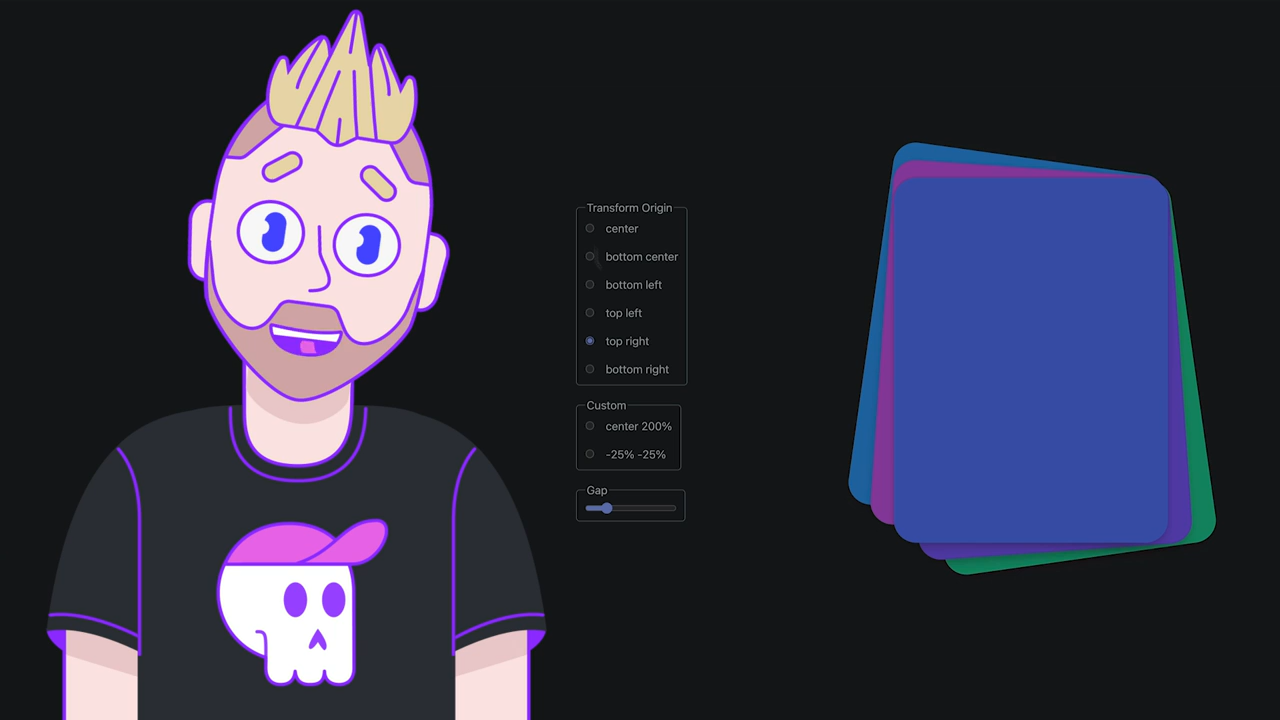 Transform Origin
center
bottom center
bottom left
top left
top right
bottom right
Custom
center 200%
-25% -25%
Gap